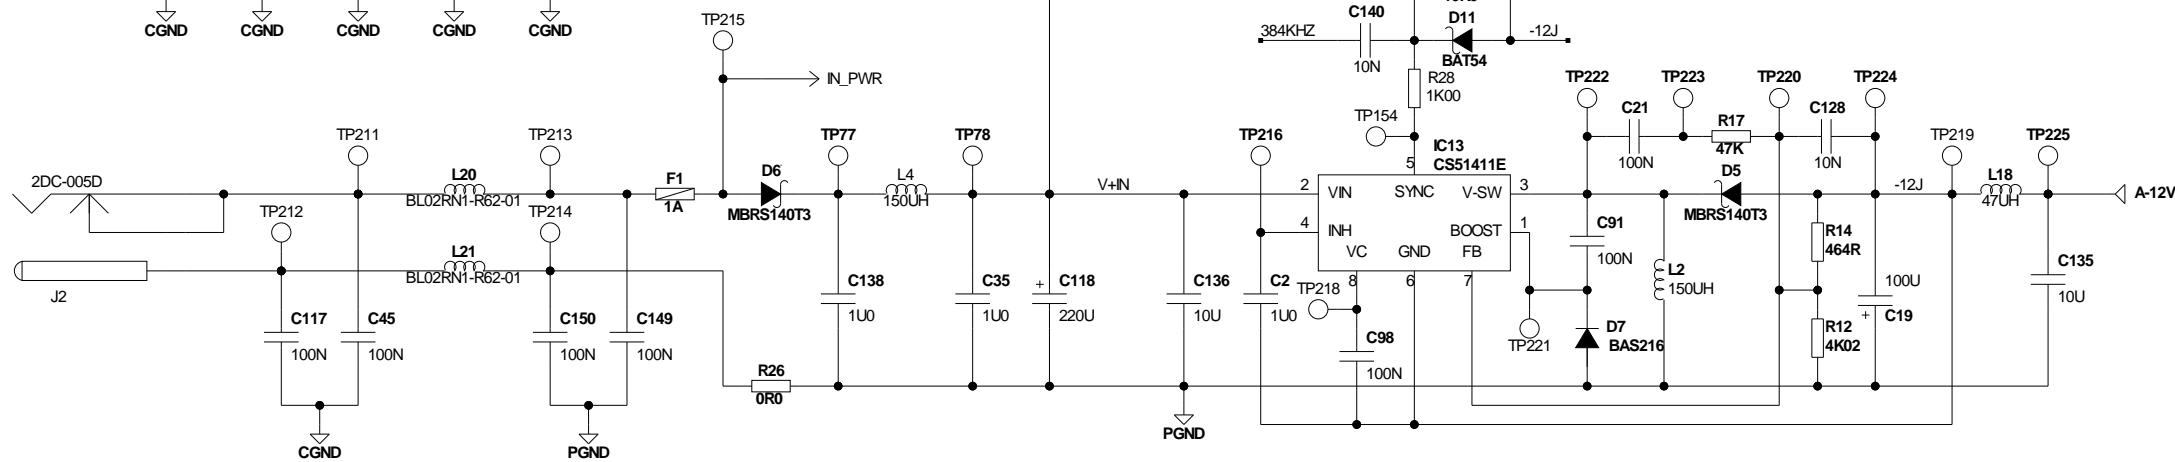 CGND
CGND
CGND
CGND
CGND
TP215
IN_PWR
C140
384KHZ
10N
D11
-12J
BAT54
R28
1K00
TP154
IC13
CS51411E
TP222
TP223
TP220
TP224
C21
100N
R17
47K
C128
10N
2DC-005D
TP211
L20
BL02RN1-R62-01
TP213
F1
1A
D6
MBRS140T3
TP77
L4
150UH
TP78
V+IN
TP216
2
VIN
5
SYNC
V-SW
3
4
INH
BOOST
1
VC
GND
FB
8
6
7
D5
MBRS140T3
-12J
TP219
L18
47UH
TP225
A-12V
TP212
TP214
L21
BL02RN1-R62-01
J2
C117
100N
C45
100N
C150
100N
C149
100N
C138
1U0
C35
1U0
+
C118
220U
C136
10U
C2
1U0
TP218
C98
100N
C91
100N
TP221
D7
BAS216
L2
150UH
R14
464R
R12
4K02
100U
+
C19
C135
10U
R26
0R0
CGND
PGND
PGND